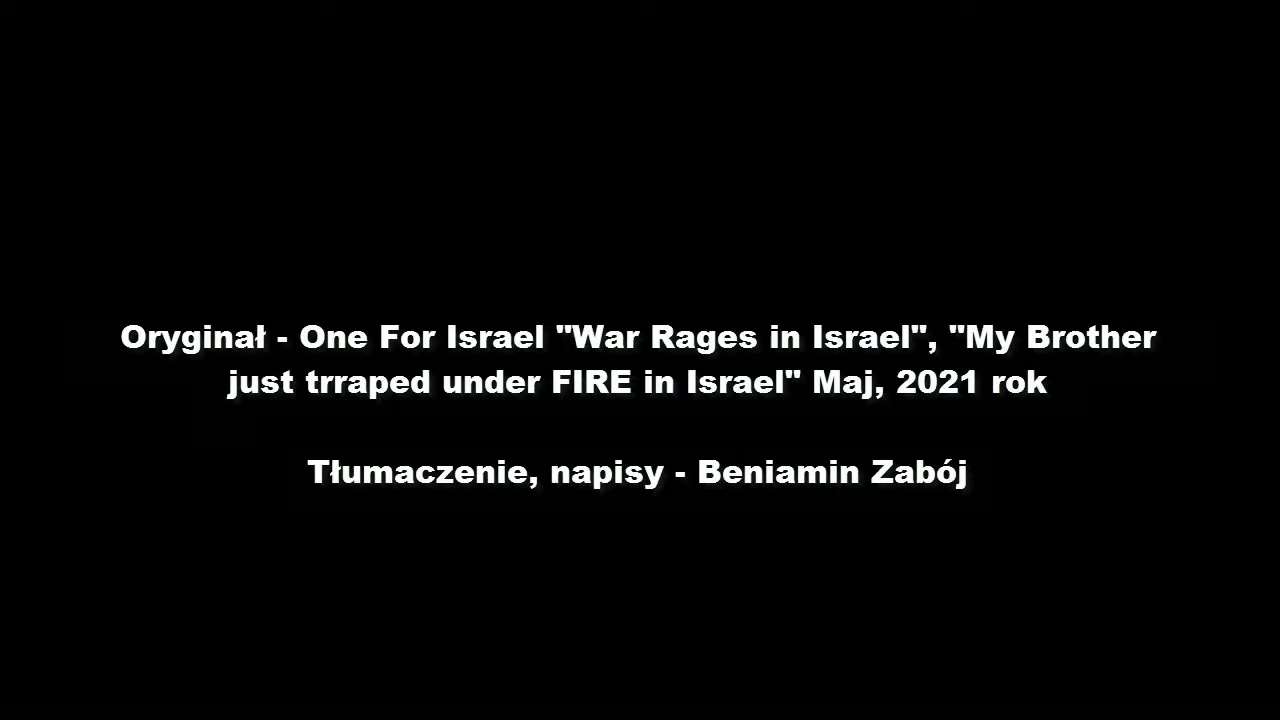 Oryginał - One For Israel "War Rages in Israel", "My Brother
just trraped under FIRE in Israel" Maj, 2021 rok
Tłumaczenie, napisy - Beniamin Zabój